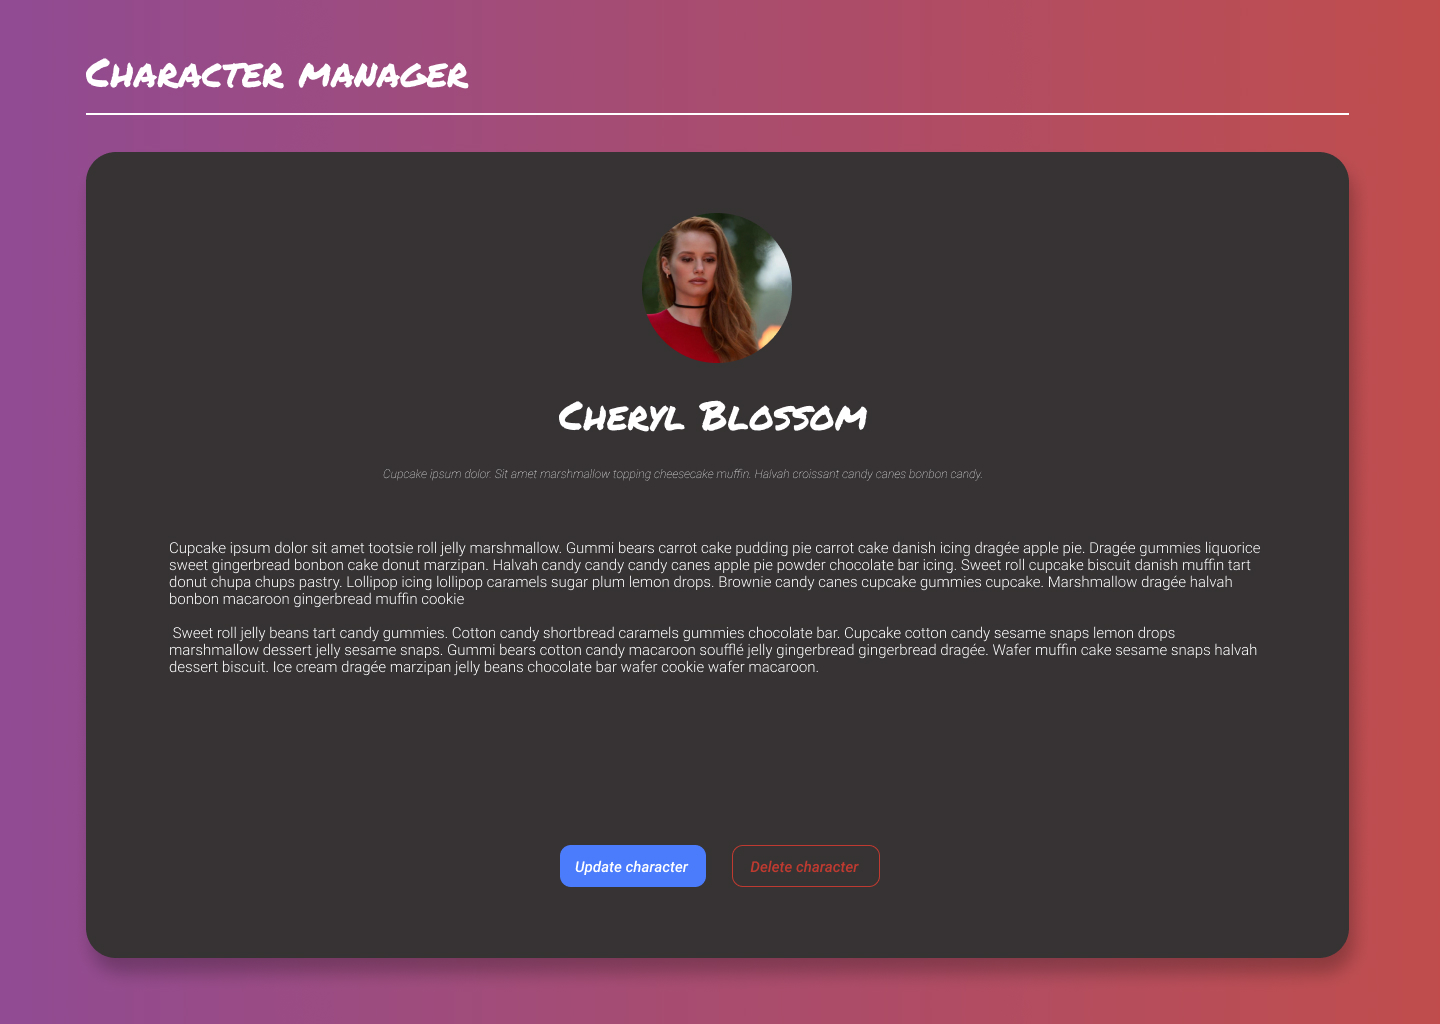 Character manager
Cheryl Blossom
Cupcake ipsum dolor. Sit amet marshmallow topping cheesecake muffin. Halvah croissant candy canes bonbon candy.
Cupcake ipsum dolor sit amet tootsie roll jelly marshmallow. Gummi bears carrot cake pudding pie carrot cake danish icing dragée apple pie. Dragée gummies liquorice
sweet gingerbread bonbon cake donut marzipan. Halvah candy candy candy canes apple pie powder chocolate bar icing. Sweet roll cupcake biscuit danish muffin tart
donut chupa chups pastry. Lollipop icing lollipop caramels sugar plum lemon drops. Brownie candy canes cupcake gummies cupcake. Marshmallow dragée halvah
bonbon macaroon gingerbread muffin cookie
Sweet roll jelly beans tart candy gummies. Cotton candy shortbread caramels gummies chocolate bar. Cupcake cotton candy sesame snaps lemon drops
marshmallow dessert jelly sesame snaps. Gummi bears cotton candy macaroon soufflé jelly gingerbread gingerbread dragée. Wafer muffin cake sesame snaps halvah
dessert biscuit. Ice cream dragée marzipan jelly beans chocolate bar wafer cookie wafer macaroon.
Update character
Delete character